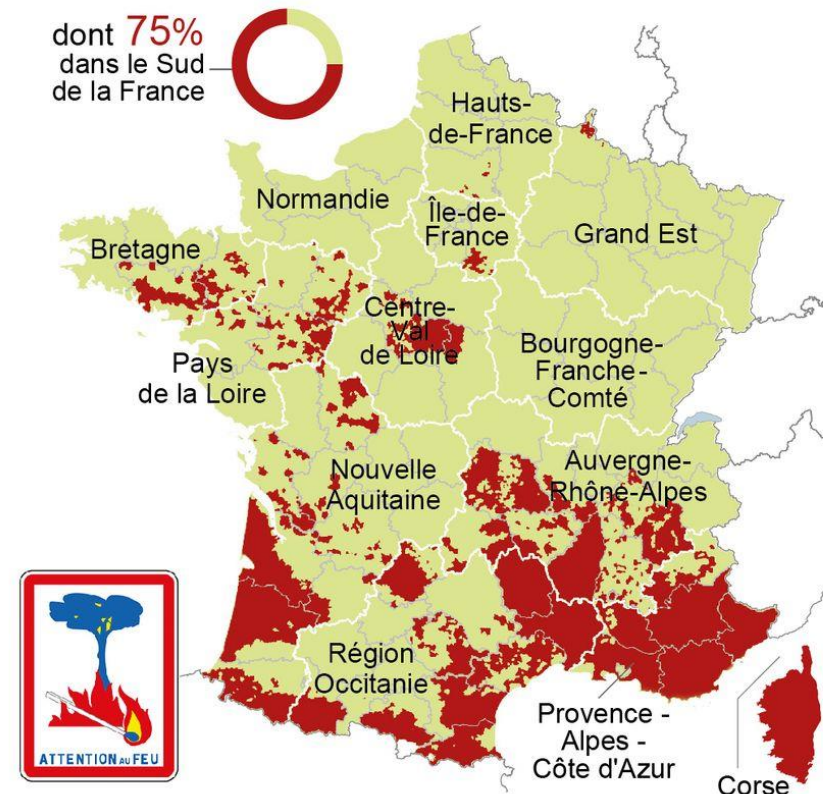 dont 75%
dans le Sud
de la France
Hauts-
de-France
Normandie
Île-de-
France
Grand Est
Bretagne
Centre-
Val
de Loire
Bourgogne-
Franche-
Comté
Pays
de la Loire
Nouvelle
Aquitaine
Auvergne-
Rhône-Alpes
Région
Occitanie
Provence -
Alpes -
Côte d'Azur
Corse
ATTENTION AU FEU